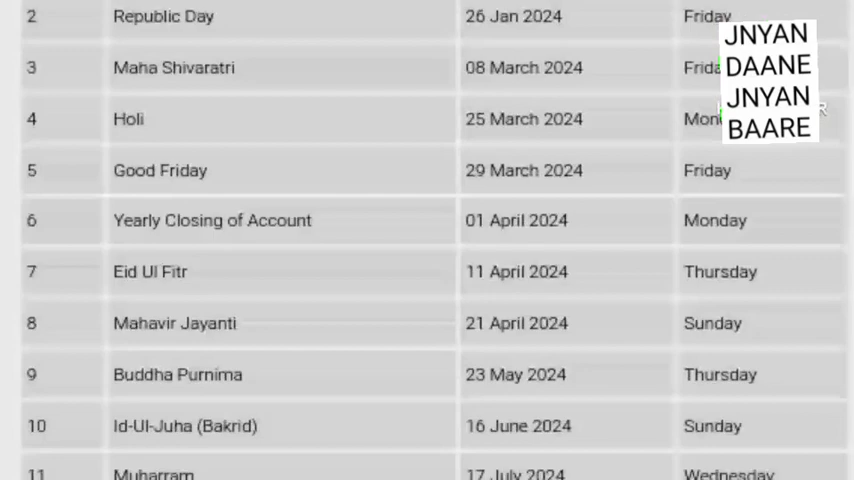 2 Republic Day 26 Jan 2024 Friday
3 Maha Shivaratri 08 March 2024
4 Holi 25 March 2024
5 Good Friday 29 March 2024 Friday
6 Yearly Closing of Account 01 April 2024 Monday
7 Eid Ul Fitr 11 April 2024 Thursday
8 Mahavir Jayanti 21 April 2024 Sunday
9 Buddha Purnima 23 May 2024 Thursday
10 Id-Ul-Juha (Bakrid) 16 June 2024 Sunday
11 Muharram 17 July 2024 Wednesday
JNYAN
DAANE
JNYAN
BAARE